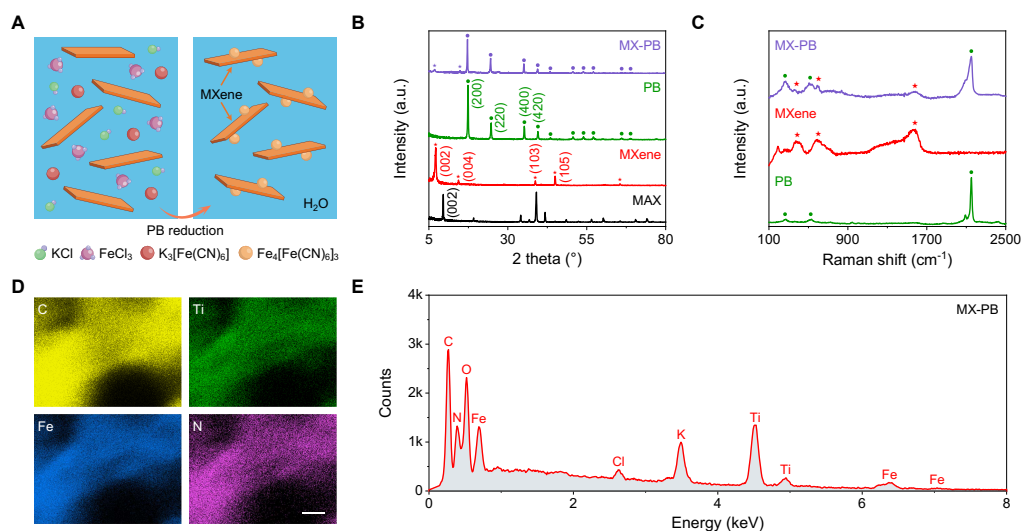 A
MXene
H₂O
PB reduction
KCl FeCl₃ K₃[Fe(CN)₆] Fe₄[Fe(CN)₆]₃
B
Intensity (a.u.)
MX-PB
PB
(200)
(220)
(400)
(420)
MXene
(002)
(004)
(103)
(105)
MAX
(002)
5 30 55 80
2 theta (°)
C
Intensity (a.u.)
MX-PB
MXene
PB
100 900 1700 2500
Raman shift (cm⁻¹)
D
C Ti
Fe N
E
MX-PB
Counts
4k
3k
2k
1k
0
C
N
O
Fe
Cl
K
Ti
Ti
Fe
Fe
0 2 4 6 8
Energy (keV)